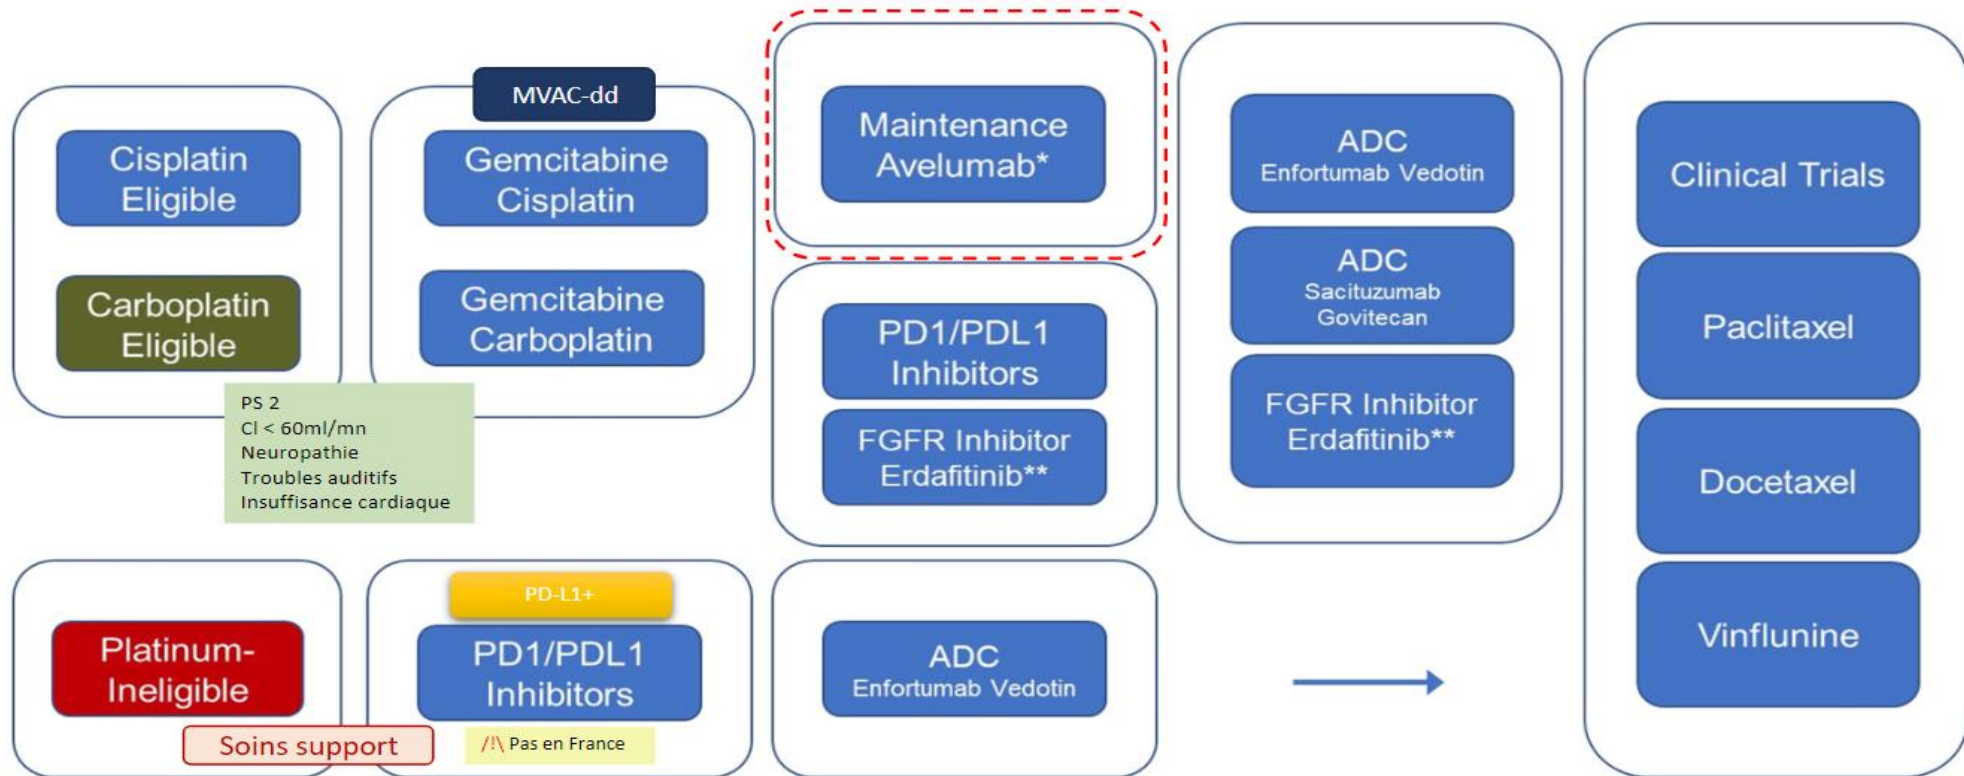 Cisplatin
Eligible
Carboplatin
Eligible
PS 2
Cl < 60ml/mn
Neuropathie
Troubles auditifs
Insuffisance cardiaque
MVAC-dd
Gemcitabine
Cisplatin
Gemcitabine
Carboplatin
Maintenance
Avelumab*
PD1/PDL1
Inhibitors
FGFR Inhibitor
Erdafitinib**
ADC
Enfortumab Vedotin
ADC
Sacituzumab
Govitecan
FGFR Inhibitor
Erdafitinib**
Clinical Trials
Paclitaxel
Docetaxel
Vinflunine
Platinum-
Ineligible
Soins support
PD-L1+
PD1/PDL1
Inhibitors
/!\ Pas en France
ADC
Enfortumab Vedotin